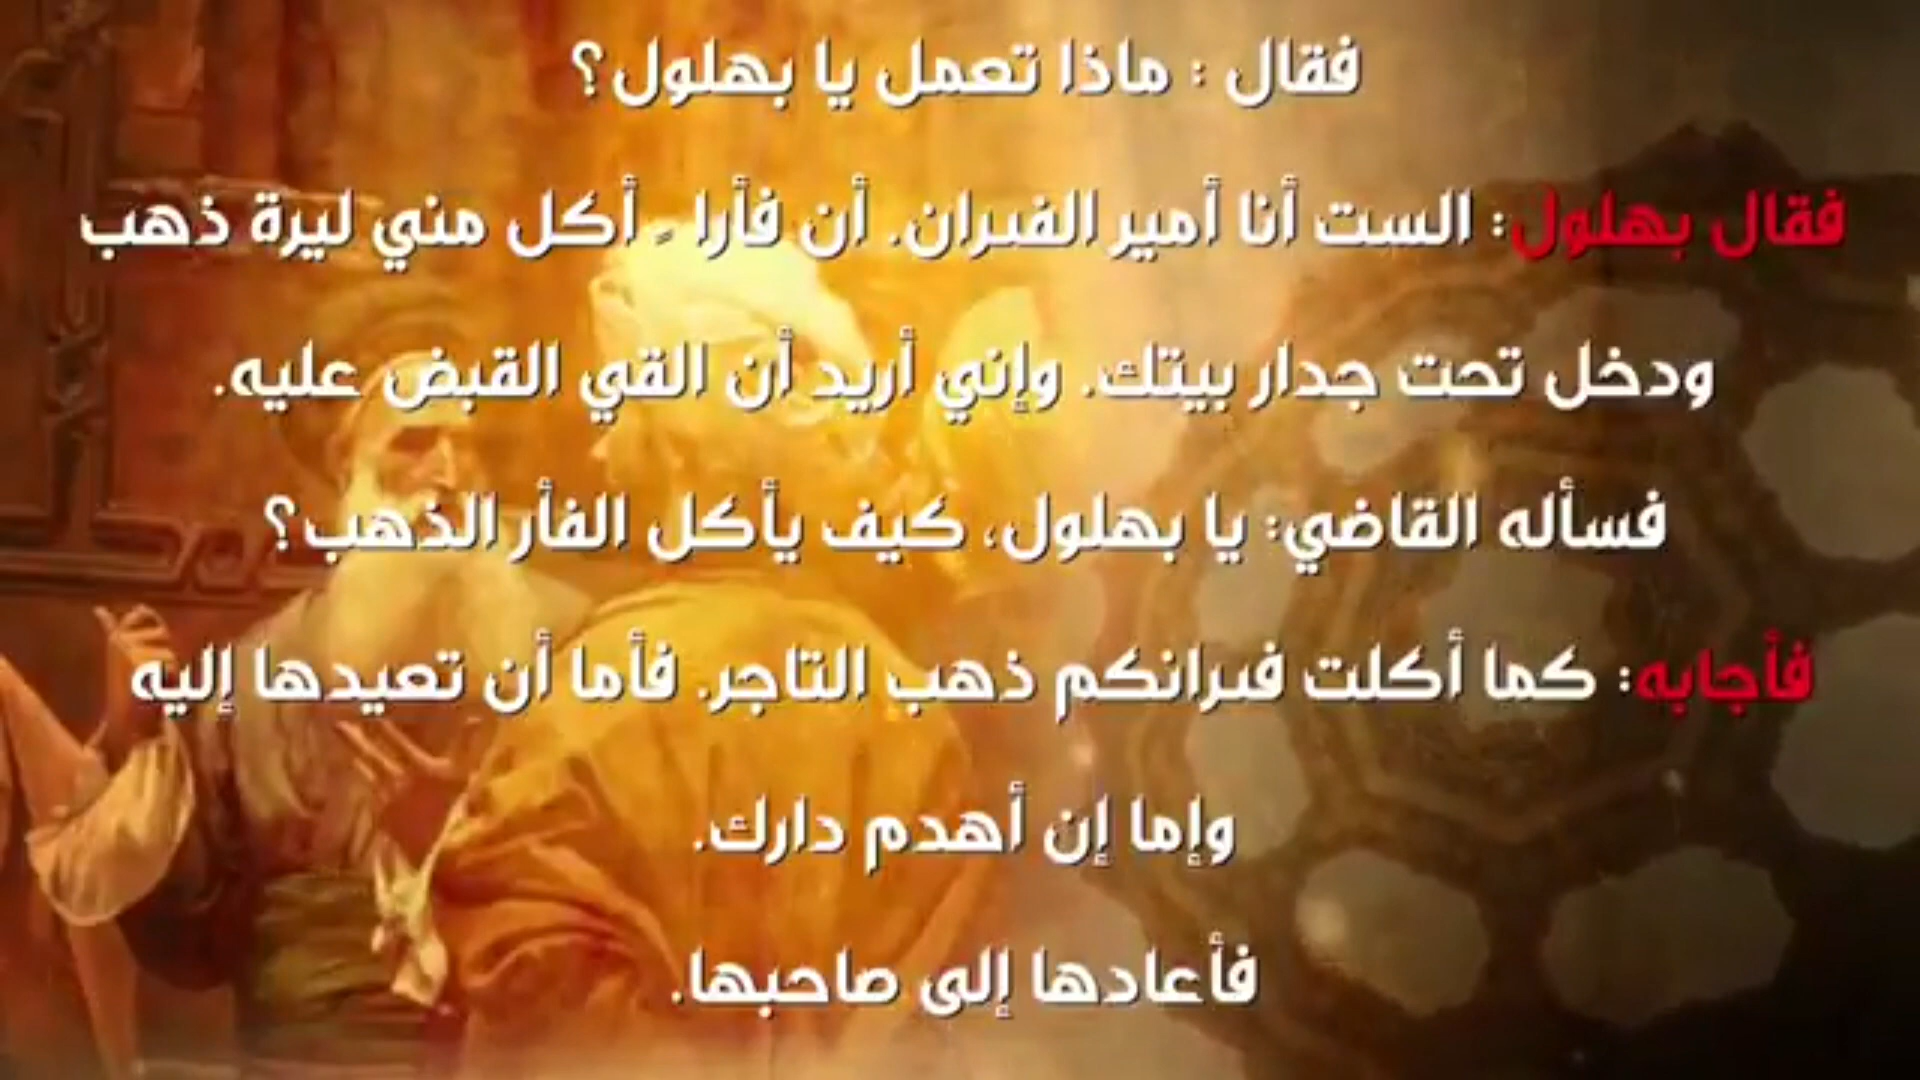 فقال : ماذا تعمل يا بهلول؟
فقال بهلول: الست أنا أمير الفىران. أن فأرا ً أكل مني ليرة ذهب
ودخل تحت جدار بيتك. وإني أريد أن القي القبض عليه.
فسأله القاضي: يا بهلول، كيف يأكل الفأر الذهب؟
فأجابه: كما أكلت فىرانكم ذهب التاجر. فأما أن تعيدها إليه
وإما إن أهدم دارك.
فأعادها إلى صاحبها.